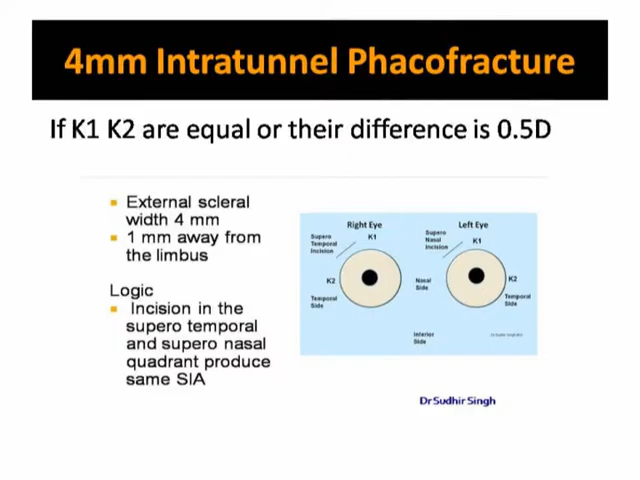 4mm Intratunnel Phacofracture
If K1 K2 are equal or their difference is 0.5D
External scleral
width 4 mm
1 mm away from
the limbus
Logic
Incision in the
supero temporal
and supero nasal
quadrant produce
same SIA
Right Eye
Supero
Temporal
Incision
K1
K2
Temporal
Side
Left Eye
Supero
Nasal
Incision
K1
Nasal
Side
K2
Temporal
Side
Inferior
Side
Dr Sudhir Singh